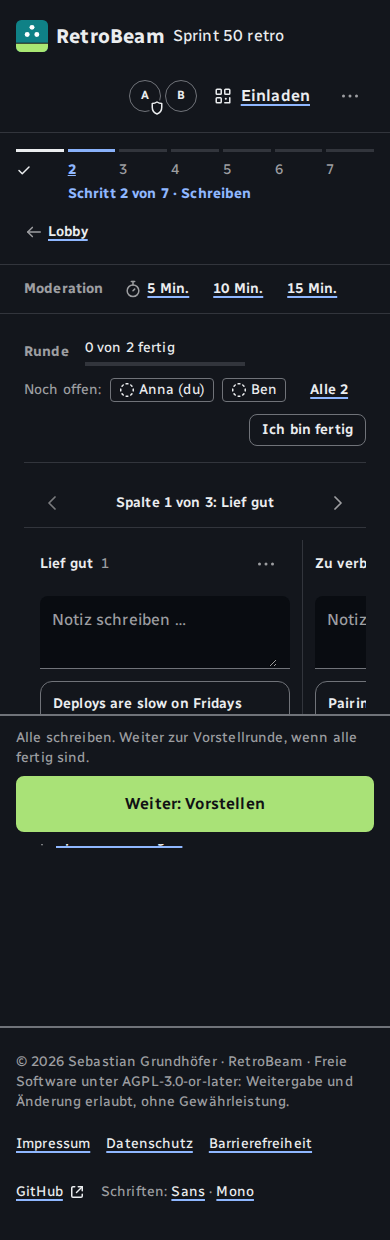 RetroBeam Sprint 50 retro
A B Einladen
2 3 4 5 6 7
Schritt 2 von 7 · Schreiben
Lobby
Moderation 5 Min. 10 Min. 15 Min.
Runde 0 von 2 fertig
Noch offen: Anna (du) Ben Alle 2
Ich bin fertig
Spalte 1 von 3: Lief gut
Lief gut 1 Zu verb
Notiz schreiben … Notiz
Deploys are slow on Fridays Pairin
Alle schreiben. Weiter zur Vorstellrunde, wenn alle
fertig sind.
Weiter: Vorstellen
© 2026 Sebastian Grundhöfer · RetroBeam · Freie
Software unter AGPL-3.0-or-later: Weitergabe und
Änderung erlaubt, ohne Gewährleistung.
Impressum Datenschutz Barrierefreiheit
GitHub Schriften: Sans · Mono